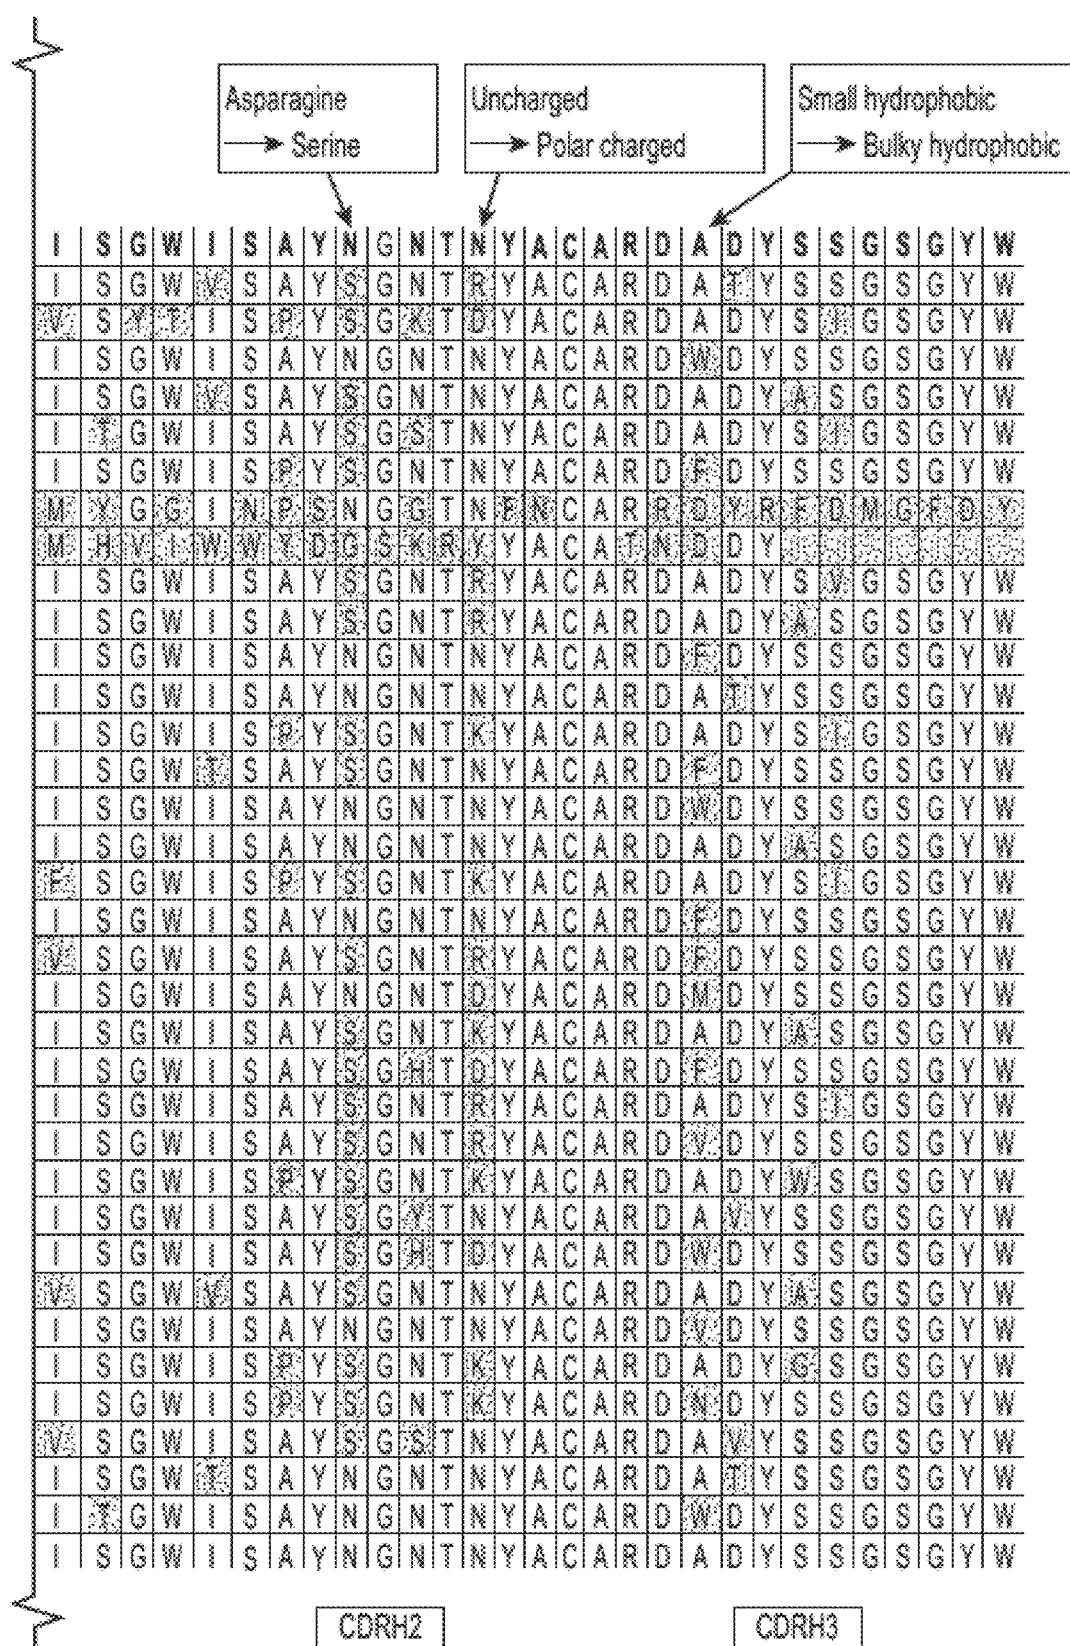 Asparagine
→ Serine
Uncharged
→ Polar charged
Small hydrophobic
→ Bulky hydrophobic
I S G W I S A Y N G N T N Y A C A R D A D Y S S G S G Y W
I S G W V S A Y S G N T R Y A C A R D A T Y S S G S G Y W
V S Y T I S P Y S G K T D Y A C A R D A D Y S I G S G Y W
I S G W I S A Y N G N T N Y A C A R D W D Y S S G S G Y W
I S G W V S A Y S G N T N Y A C A R D A D Y A S G S G Y W
I T G W I S A Y S G S T N Y A C A R D A D Y S I G S G Y W
I S G W I S P Y S G N T N Y A C A R D F D Y S S G S G Y W
M Y G G I N P S N G G T N F N C A R R D Y R F D M G F D Y
M H V I W W Y D G S K R Y Y A C A T N D D Y
I S G W I S A Y S G N T R Y A C A R D A D Y S V G S G Y W
I S G W I S A Y S G N T R Y A C A R D A D Y A S G S G Y W
I S G W I S A Y N G N T N Y A C A R D F D Y S S G S G Y W
I S G W I S A Y N G N T N Y A C A R D A T Y S S G S G Y W
I S G W I S P Y S G N T K Y A C A R D A D Y S I G S G Y W
I S G W T S A Y S G N T N Y A C A R D F D Y S S G S G Y W
I S G W I S A Y N G N T N Y A C A R D W D Y S S G S G Y W
I S G W I S A Y N G N T N Y A C A R D A D Y A S G S G Y W
F S G W I S P Y S G N T K Y A C A R D A D Y S I G S G Y W
I S G W I S A Y N G N T N Y A C A R D F D Y S S G S G Y W
V S G W I S A Y S G N T R Y A C A R D F D Y S S G S G Y W
I S G W I S A Y N G N T D Y A C A R D M D Y S S G S G Y W
I S G W I S A Y S G N T K Y A C A R D A D Y A S G S G Y W
I S G W I S A Y S G H T D Y A C A R D F D Y S S G S G Y W
I S G W I S A Y S G N T R Y A C A R D A D Y S I G S G Y W
I S G W I S A Y S G N T R Y A C A R D V D Y S S G S G Y W
I S G W I S P Y S G N T K Y A C A R D A D Y W S G S G Y W
I S G W I S A Y S G Y T N Y A C A R D A V Y S S G S G Y W
I S G W I S A Y S G H T D Y A C A R D W D Y S S G S G Y W
V S G W V S A Y S G N T N Y A C A R D A D Y A S G S G Y W
I S G W I S A Y N G N T N Y A C A R D V D Y S S G S G Y W
I S G W I S P Y S G N T K Y A C A R D A D Y G S G S G Y W
I S G W I S P Y S G N T K Y A C A R D N D Y S S G S G Y W
V S G W I S A Y S G S T N Y A C A R D A V Y S S G S G Y W
I S G W T S A Y N G N T N Y A C A R D A T Y S S G S G Y W
I T G W I S A Y N G N T N Y A C A R D W D Y S S G S G Y W
I S G W I S A Y N G N T N Y A C A R D A D Y S S G S G Y W
CDRH2
CDRH3